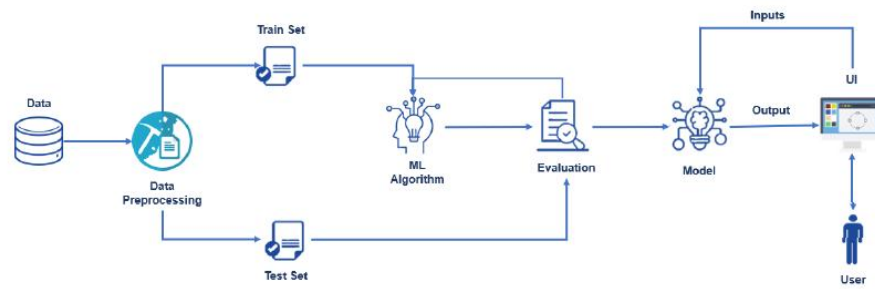 Inputs
Train Set
UI
Data
Output
ML
Algorithm
Evaluation
Model
Data
Preprocessing
Test Set
User